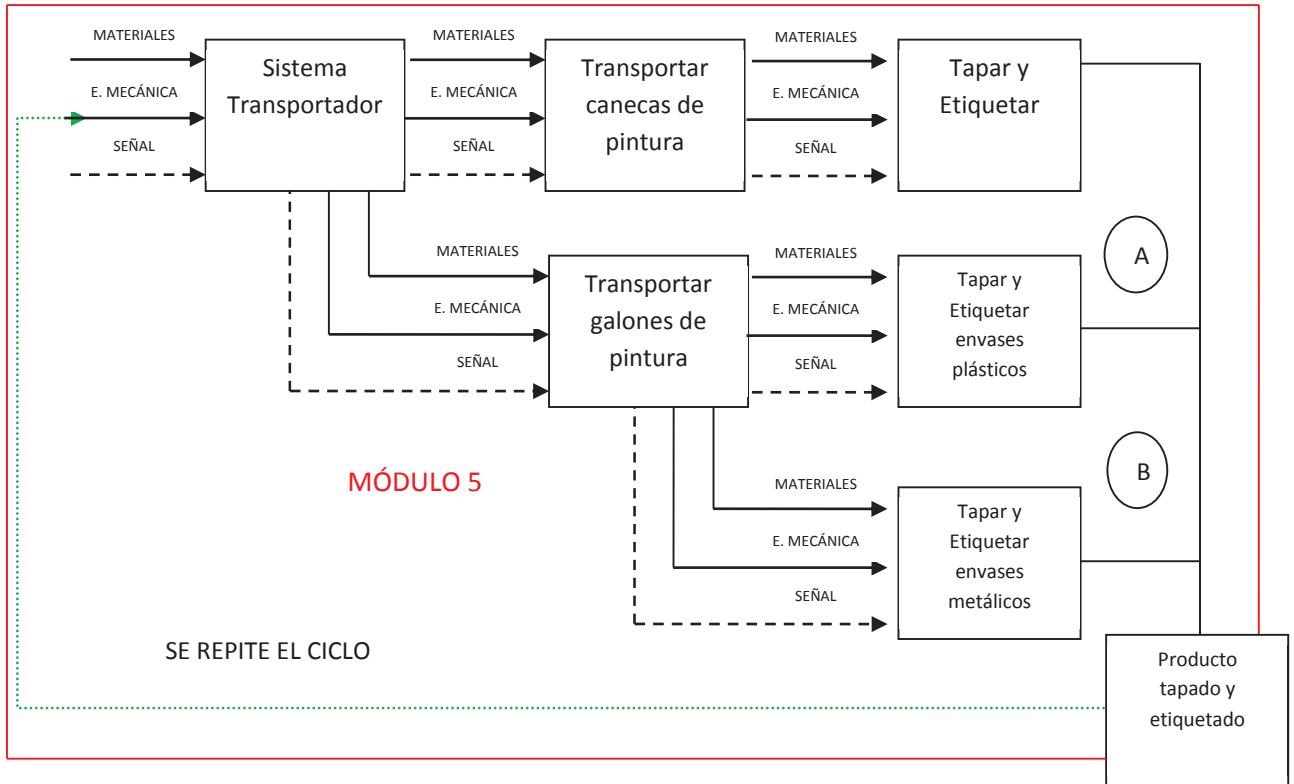 MATERIALES
E. MECÁNICA
SEÑAL
Sistema
Transportador
MATERIALES
E. MECÁNICA
SEÑAL
Transportar
canecas de
pintura
MATERIALES
E. MECÁNICA
SEÑAL
Tapar y
Etiquetar
MATERIALES
E. MECÁNICA
SEÑAL
Transportar
galones de
pintura
MATERIALES
E. MECÁNICA
SEÑAL
Tapar y
Etiquetar
envases
plásticos
A
MÓDULO 5
MATERIALES
E. MECÁNICA
SEÑAL
Tapar y
Etiquetar
envases
metálicos
B
SE REPITE EL CICLO
Producto
tapado y
etiquetado